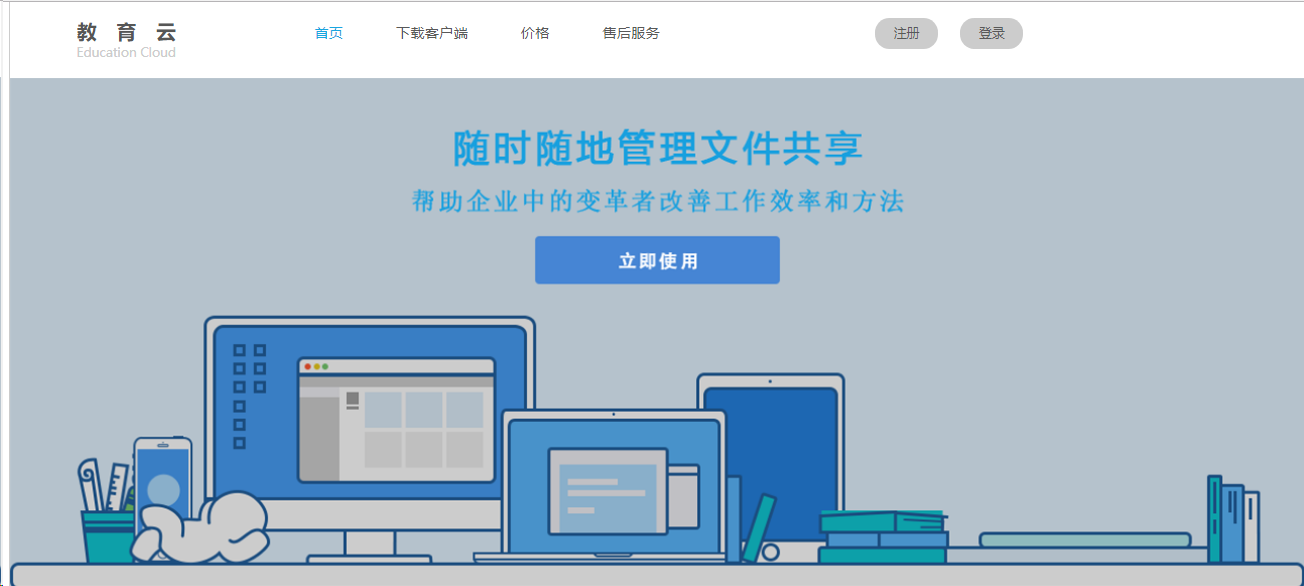 教 育 云
Education Cloud
首页 下载客户端 价格 售后服务 注册 登录
随时随地管理文件共享
帮助企业中的变革者改善工作效率和方法
立即使用